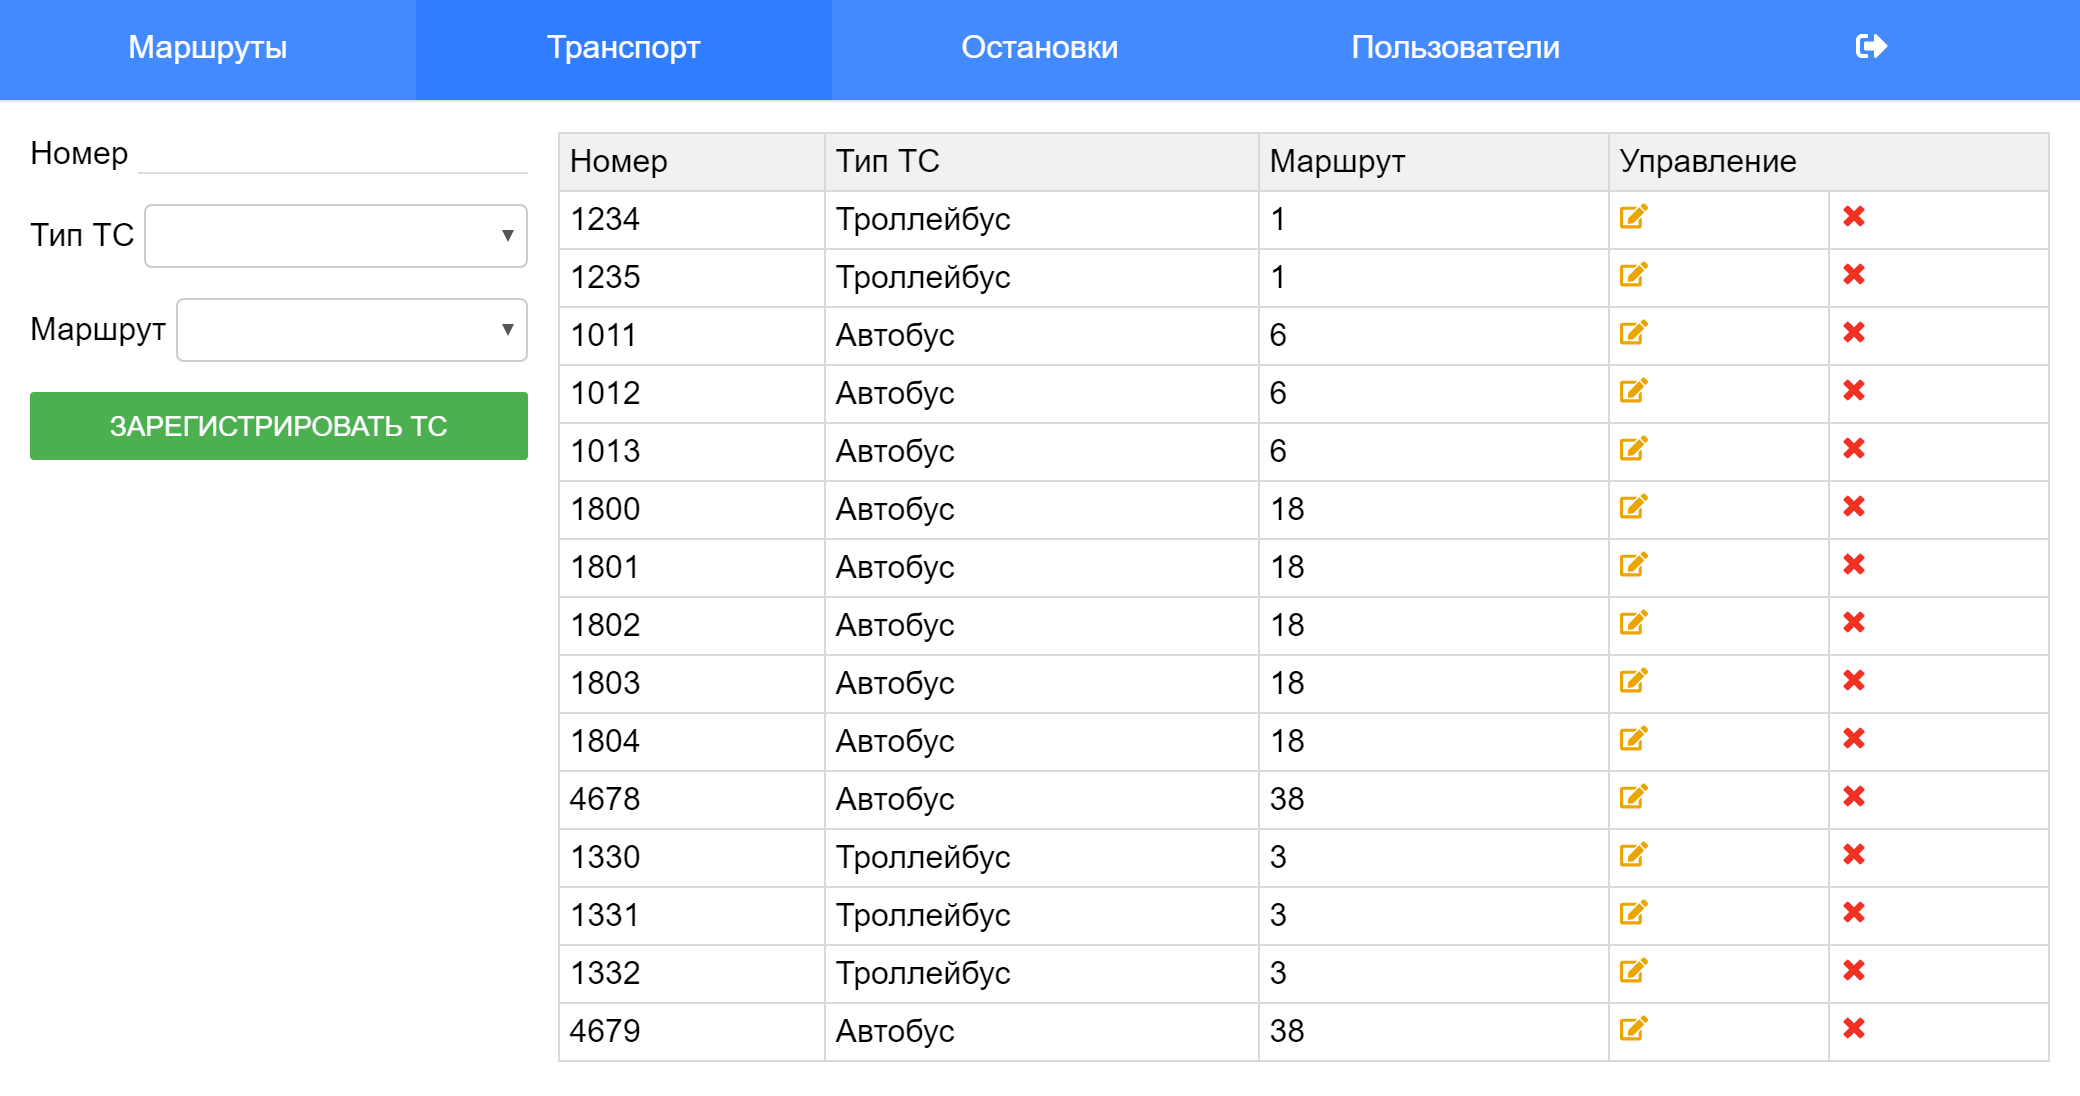 Маршруты Транспорт Остановки Пользователи
Номер
Тип ТС
Маршрут
ЗАРЕГИСТРИРОВАТЬ ТС
Номер Тип ТС Маршрут Управление
1234 Троллейбус 1
1235 Троллейбус 1
1011 Автобус 6
1012 Автобус 6
1013 Автобус 6
1800 Автобус 18
1801 Автобус 18
1802 Автобус 18
1803 Автобус 18
1804 Автобус 18
4678 Автобус 38
1330 Троллейбус 3
1331 Троллейбус 3
1332 Троллейбус 3
4679 Автобус 38